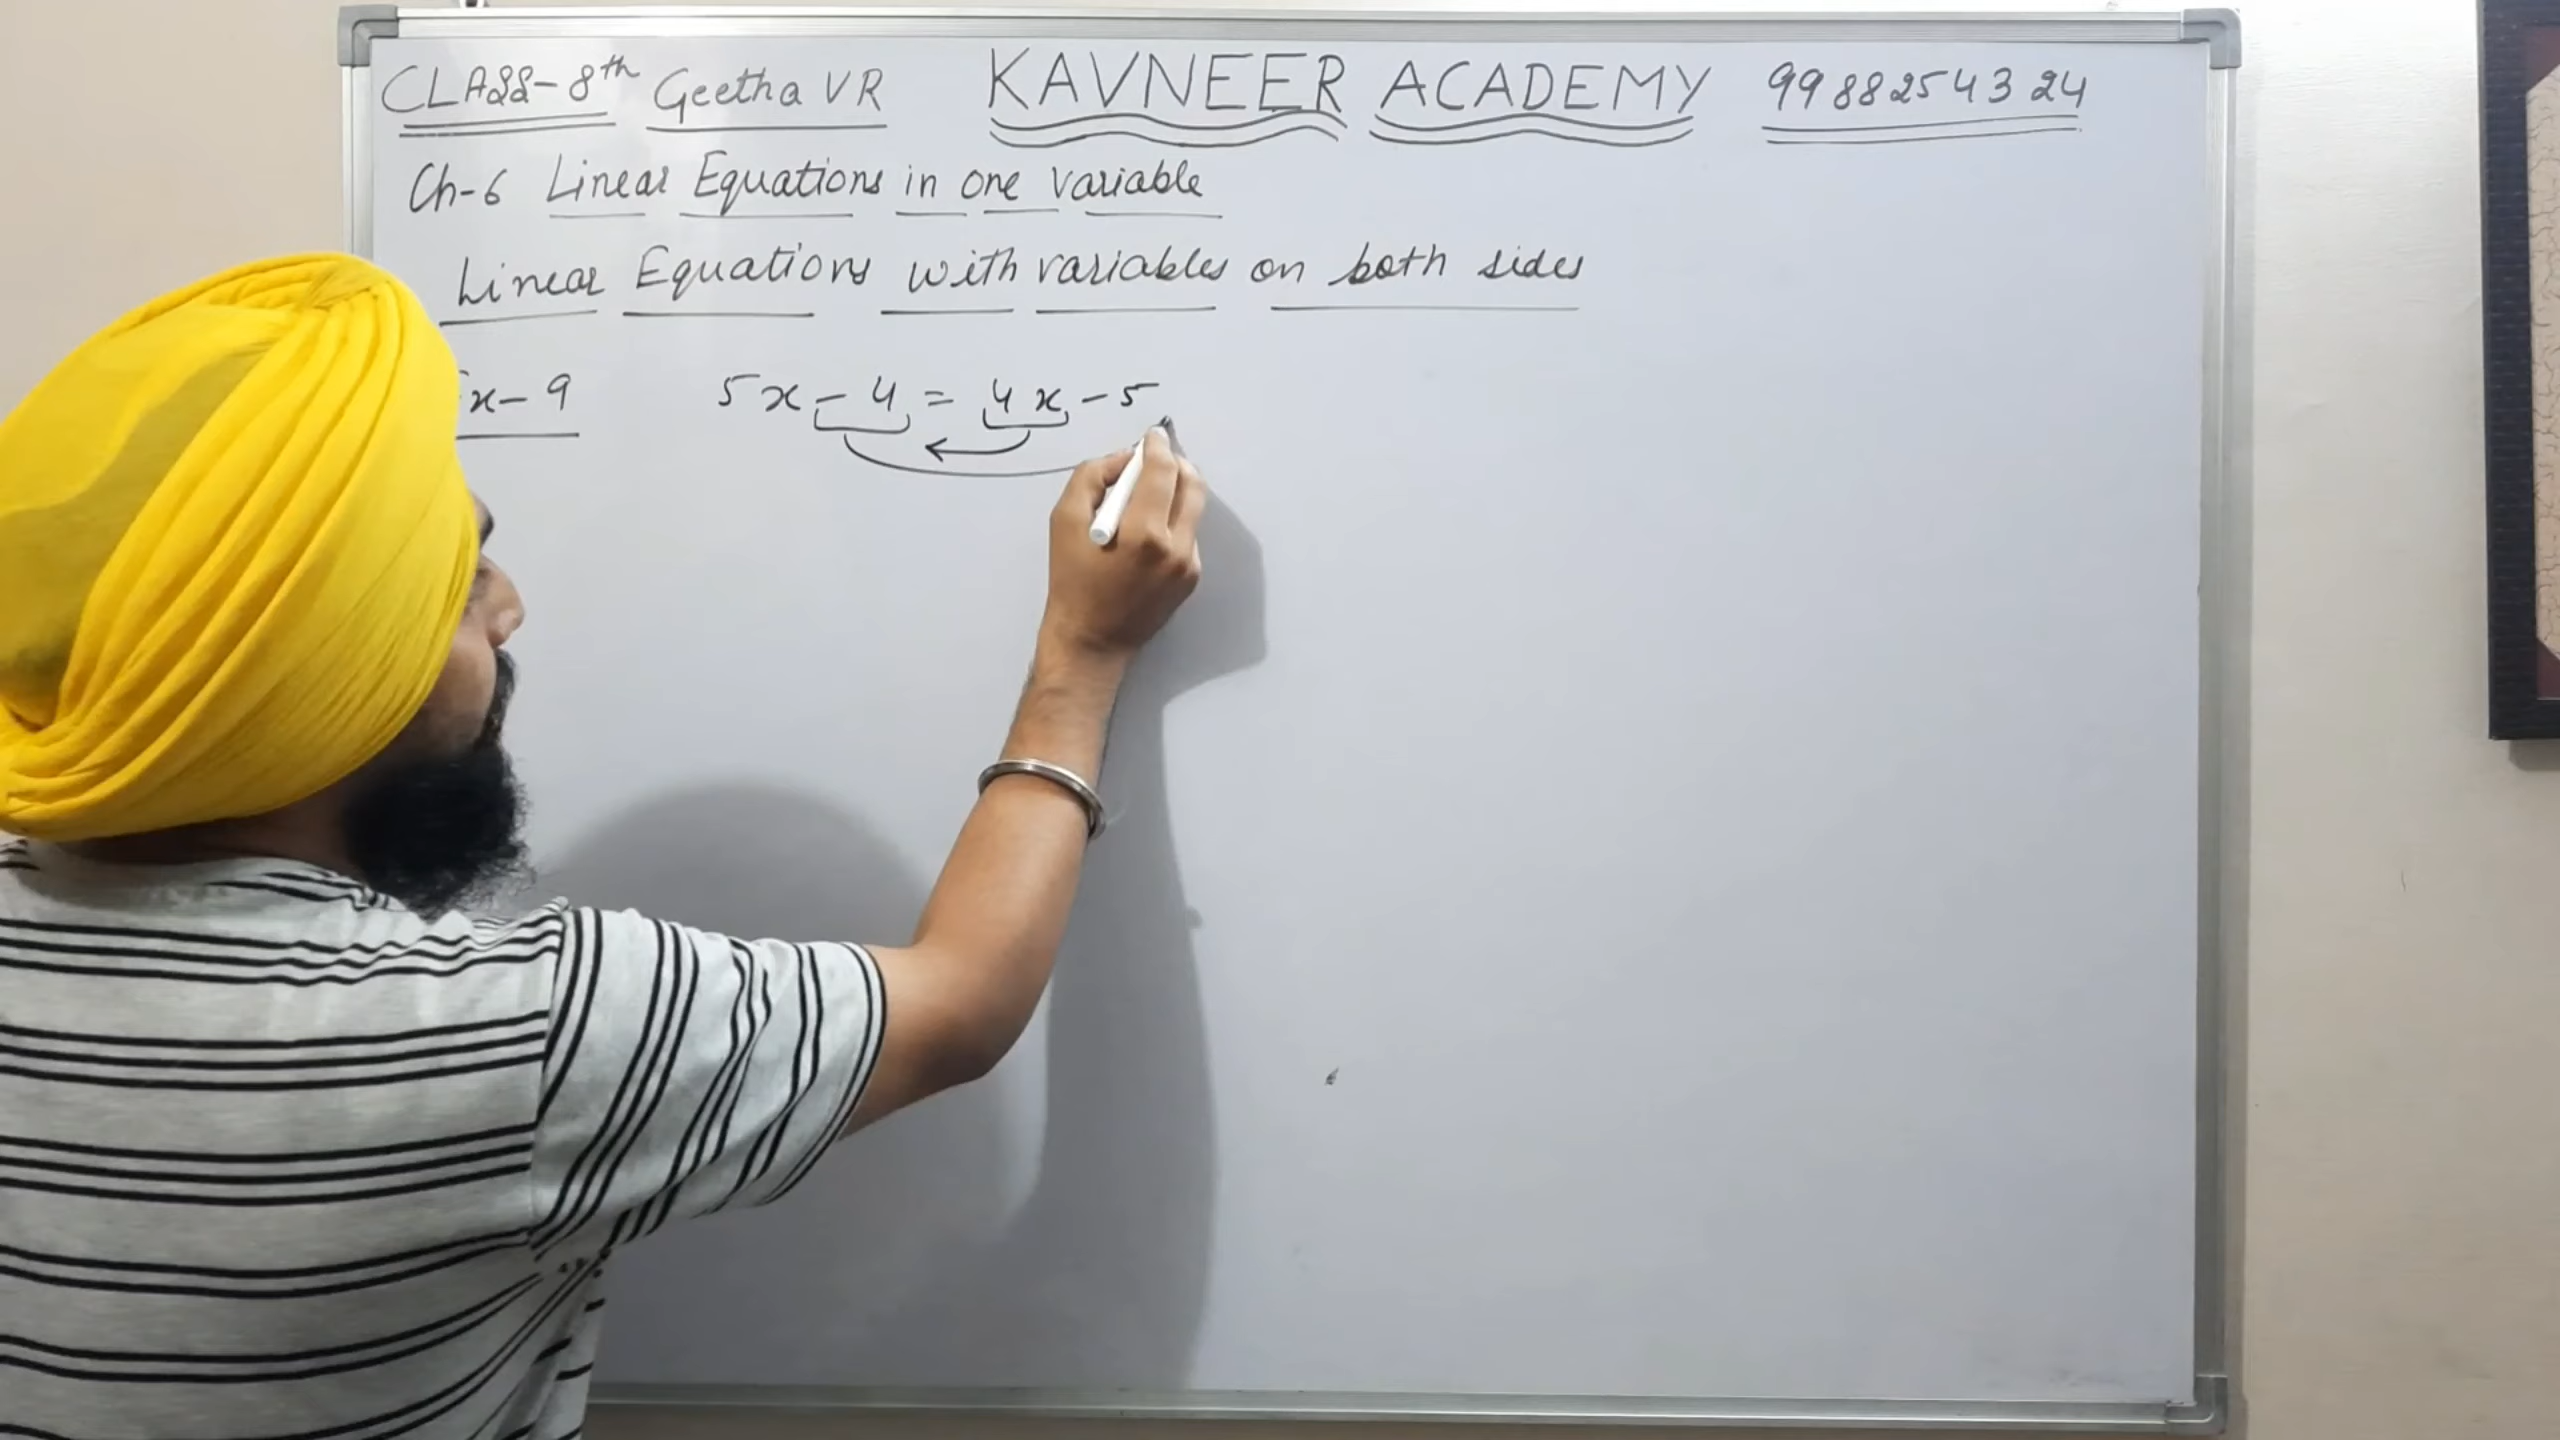 CLASS-8th Geetha VR KAVNEER ACADEMY 9988254324
Ch-6 Linear Equations in one variable
Linear Equations with variables on both sides
x-9 5x-4=4x-5